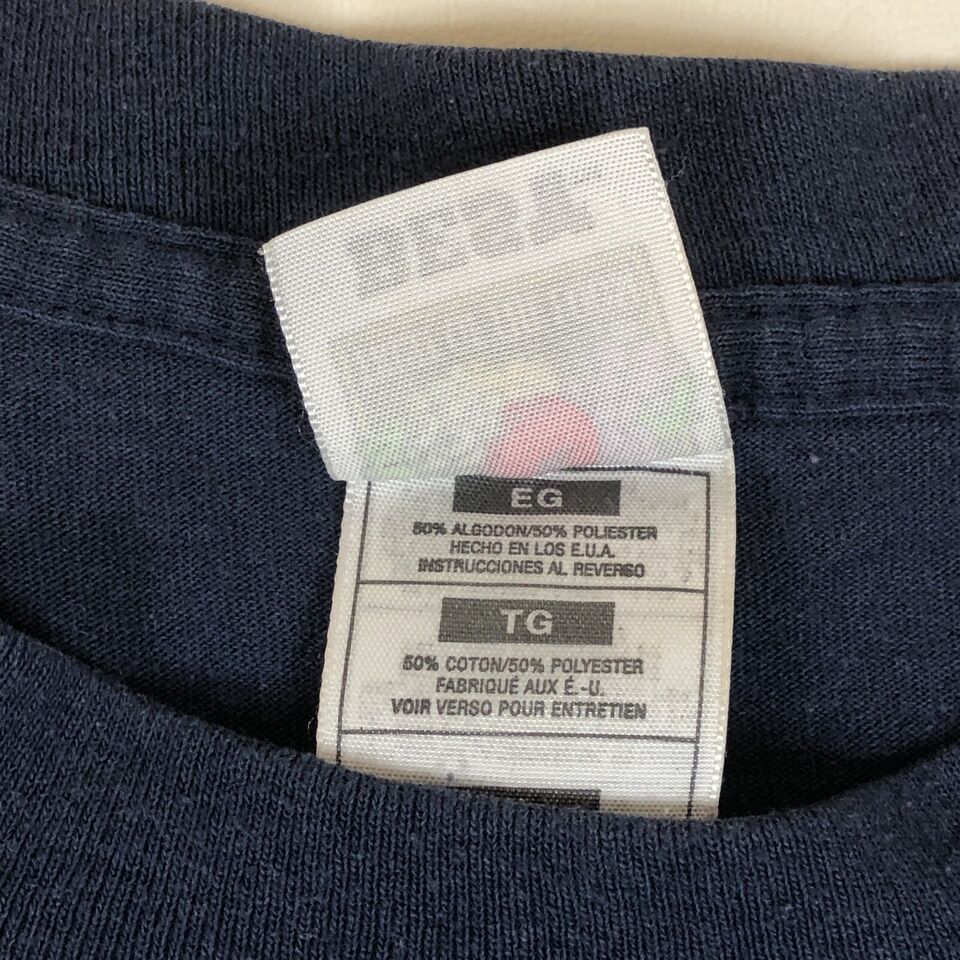 EG
50% ALGODON/50% POLIESTER
HECHO EN LOS E.U.A.
INSTRUCCIONES AL REVERSO
TG
50% COTON/50% POLYESTER
FABRIQUÉ AUX É.-U.
VOIR VERSO POUR ENTRETIEN